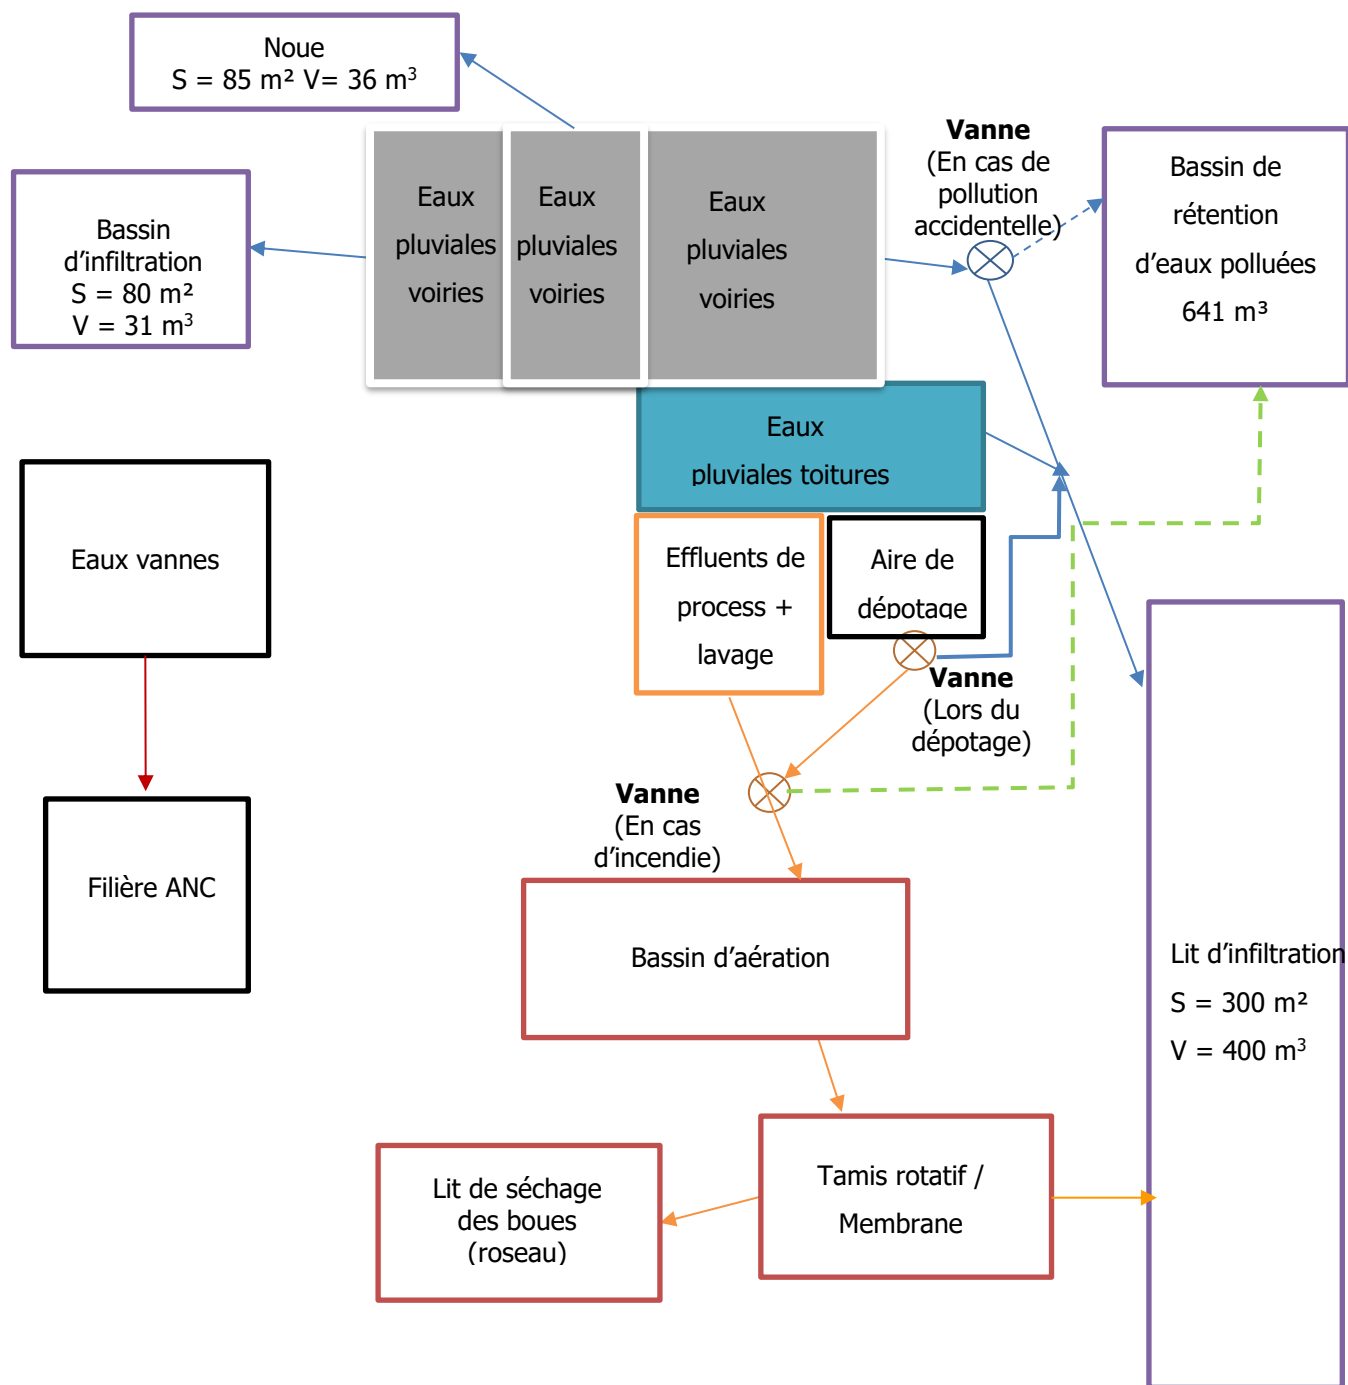 Noue
S = 85 m² V= 36 m³
Vanne
(En cas de
pollution
accidentelle)
Bassin de
rétention
d’eaux polluées
641 m³
Bassin
d’infiltration
S = 80 m²
V = 31 m³
Eaux
pluviales
voiries
Eaux
pluviales
voiries
Eaux
pluviales
voiries
Eaux
pluviales toitures
Eaux vannes
Effluents de
process +
lavage
Aire de
dépotage
Vanne
(Lors du
dépotage)
Vanne
(En cas
d’incendie)
Filière ANC
Bassin d’aération
Lit d’infiltration
S = 300 m²
V = 400 m³
Tamis rotatif /
Membrane
Lit de séchage
des boues
(roseau)